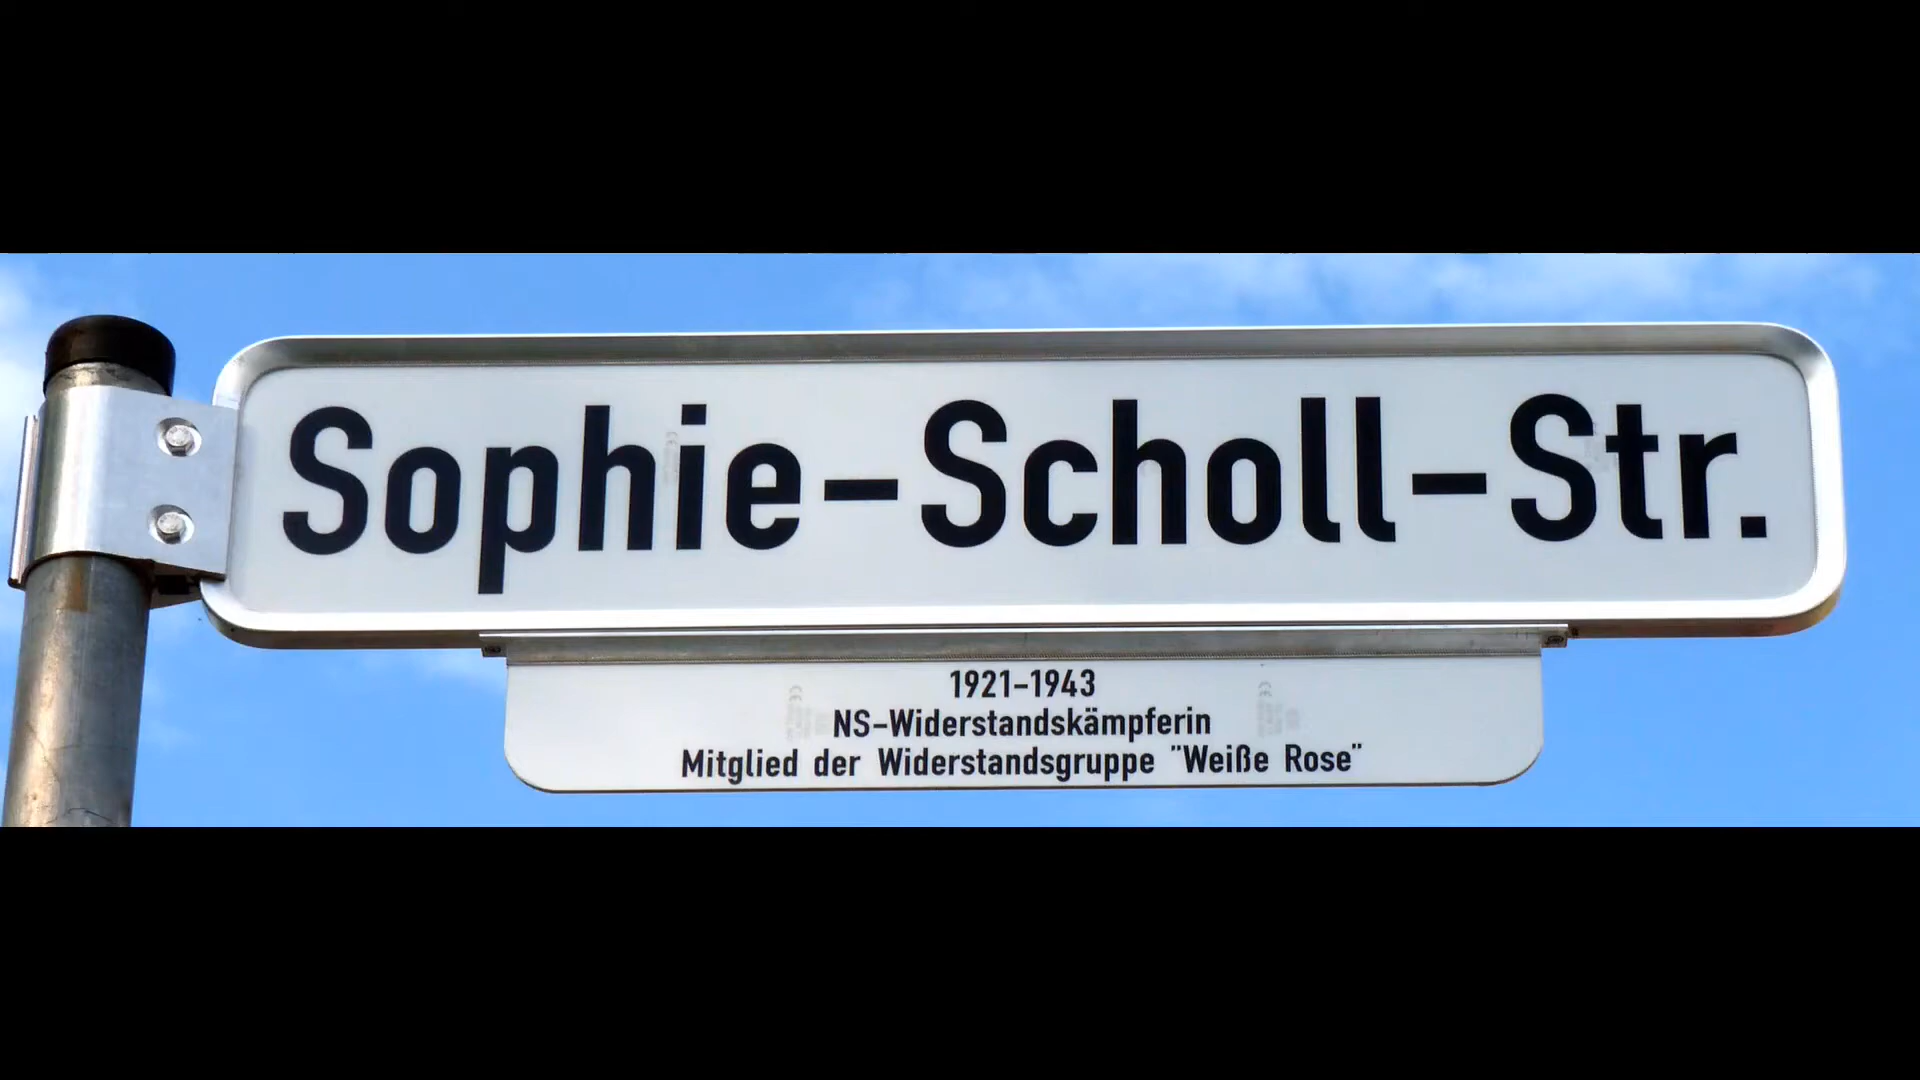 Sophie-Scholl-Str.
1921-1943
NS-Widerstandskämpferin
Mitglied der Widerstandsgruppe "Weiße Rose"